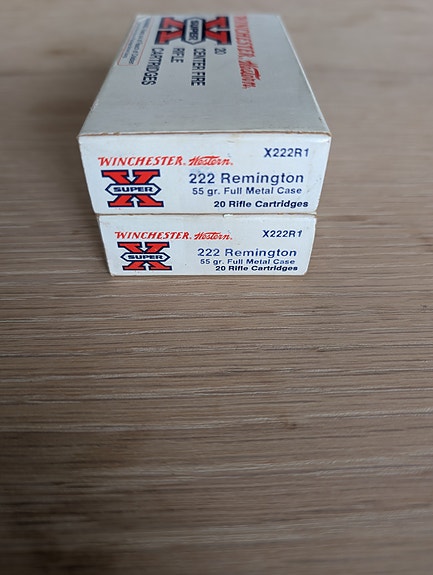 WINCHESTER Western
X
SUPER
20
CENTER FIRE
RIFLE
CARTRIDGES
WINCHESTER Western
X222R1
X
SUPER
222 Remington
55 gr. Full Metal Case
20 Rifle Cartridges
WINCHESTER Western
X222R1
X
SUPER
222 Remington
55 gr. Full Metal Case
20 Rifle Cartridges